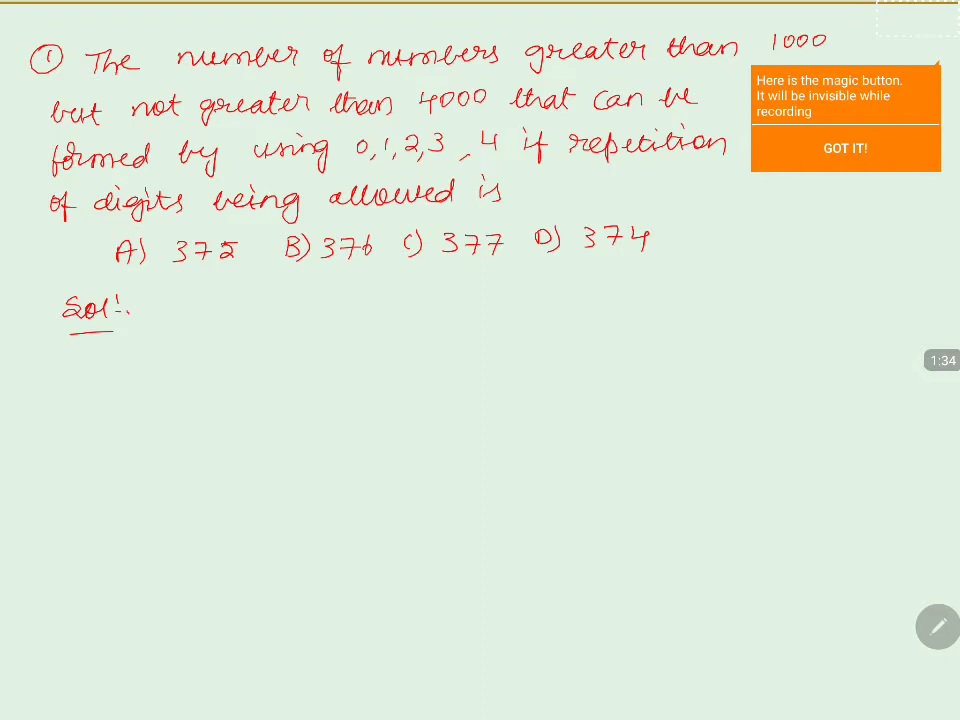 ① The number of numbers greater than 1000
but not greater than 4000 that can be
formed by using 0,1,2,3,4 if repetition
of digits being allowed is
A) 375 B) 376 C) 377 D) 374
Sol:.
Here is the magic button.
It will be invisible while
recording
GOT IT!
1:34